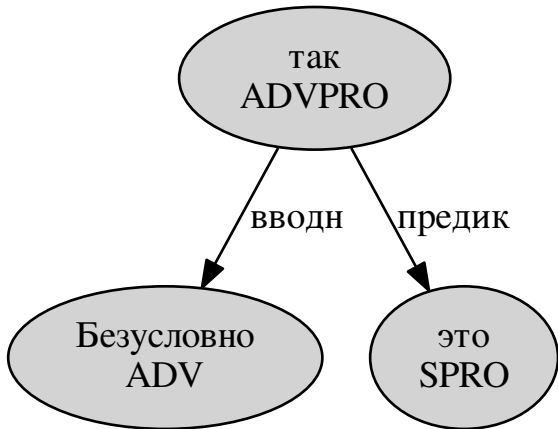 так
ADVPRO
вводн
предик
Безусловно
ADV
это
SPRO